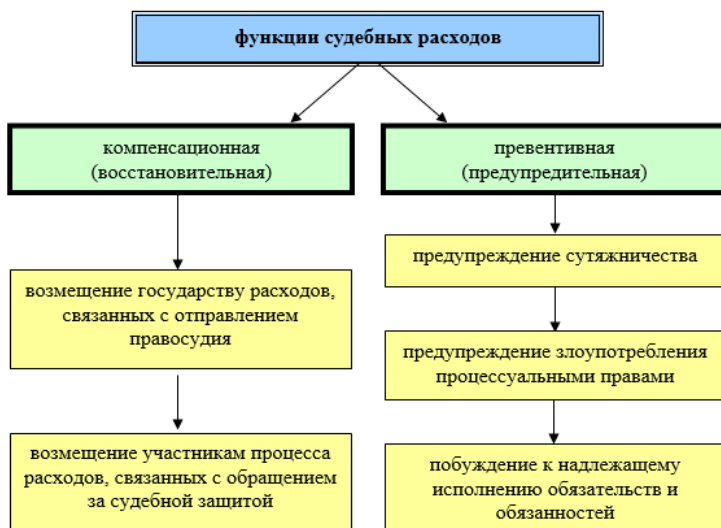 функции судебных расходов
компенсационная
(восстановительная)
превентивная
(предупредительная)
возмещение государству расходов,
связанных с отправлением
правосудия
возмещение участникам процесса
расходов, связанных с обращением
за судебной защитой
предупреждение сутяжничества
предупреждение злоупотребления
процессуальными правами
побуждение к надлежащему
исполнению обязательств и
обязанностей